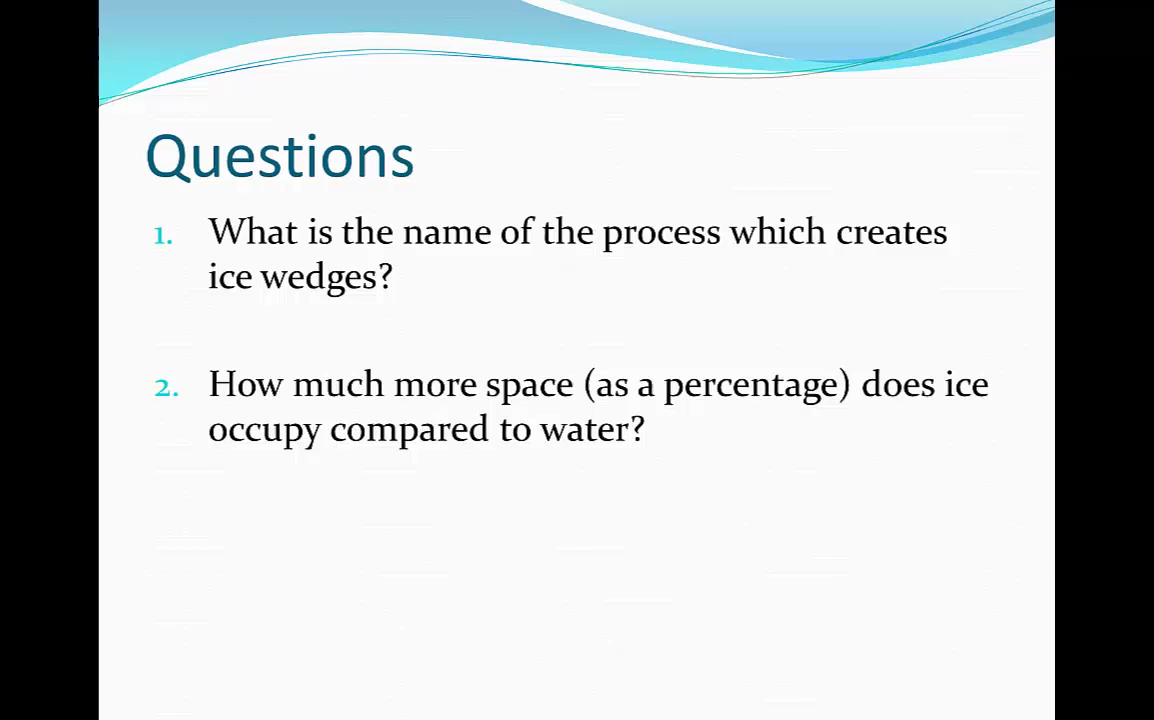 Questions
1. What is the name of the process which creates
ice wedges?
2. How much more space (as a percentage) does ice
occupy compared to water?